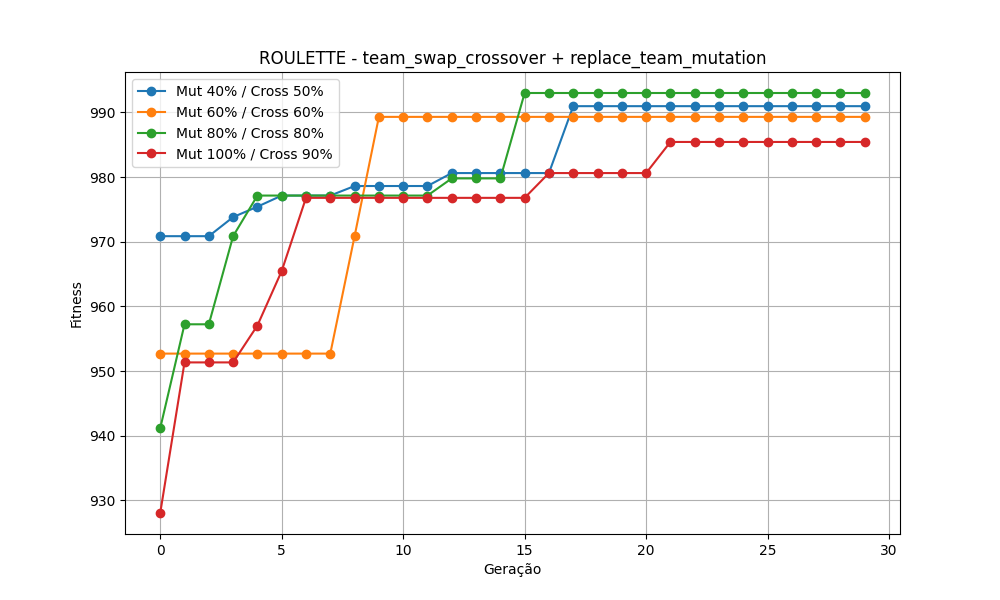 ROULETTE - team_swap_crossover + replace_team_mutation
Mut 40% / Cross 50%
Mut 60% / Cross 60%
Mut 80% / Cross 80%
Mut 100% / Cross 90%
Fitness
990
980
970
960
950
940
930
0 5 10 15 20 25 30
Geração